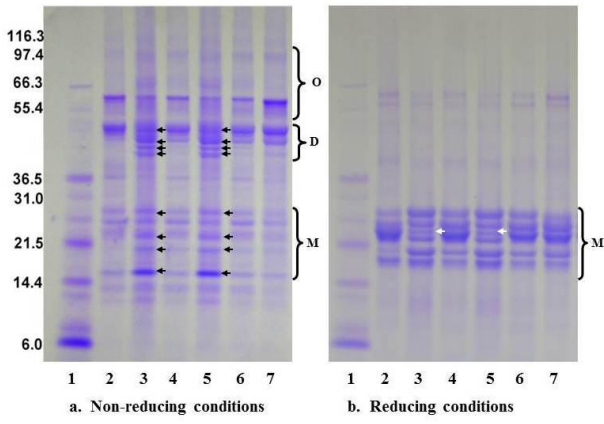 116.3
97.4
66.3
55.4
36.5
31.0
21.5
14.4
6.0
O
D
M
M
1 2 3 4 5 6 7
1 2 3 4 5 6 7
a. Non-reducing conditions
b. Reducing conditions